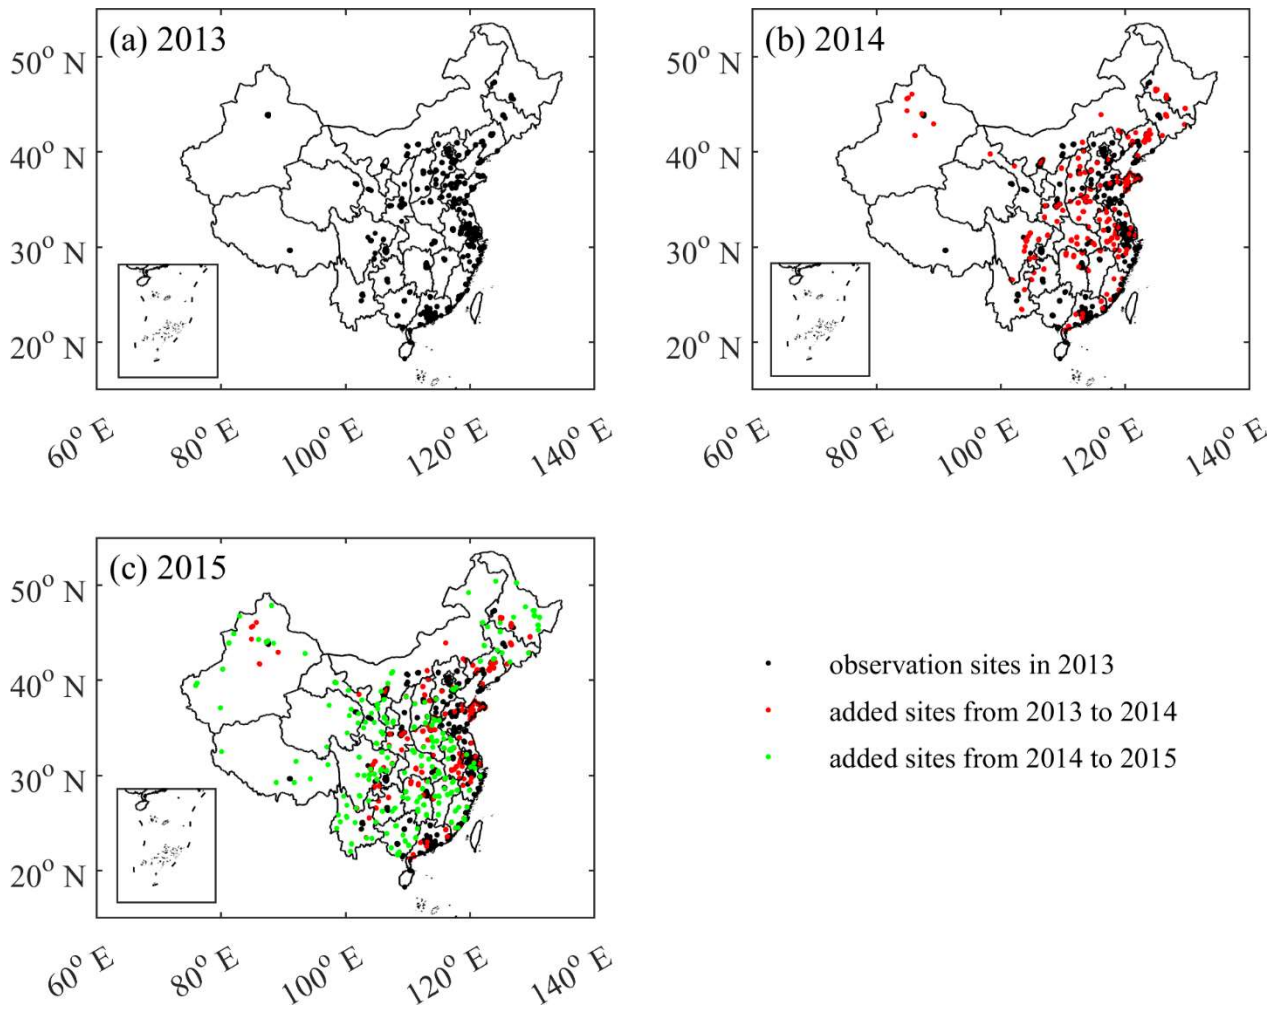 (a) 2013
50° N
40° N
30° N
20° N
60° E
80° E
100° E
120° E
140° E
(b) 2014
50° N
40° N
30° N
20° N
60° E
80° E
100° E
120° E
140° E
(c) 2015
50° N
40° N
30° N
20° N
60° E
80° E
100° E
120° E
140° E
observation sites in 2013
added sites from 2013 to 2014
added sites from 2014 to 2015